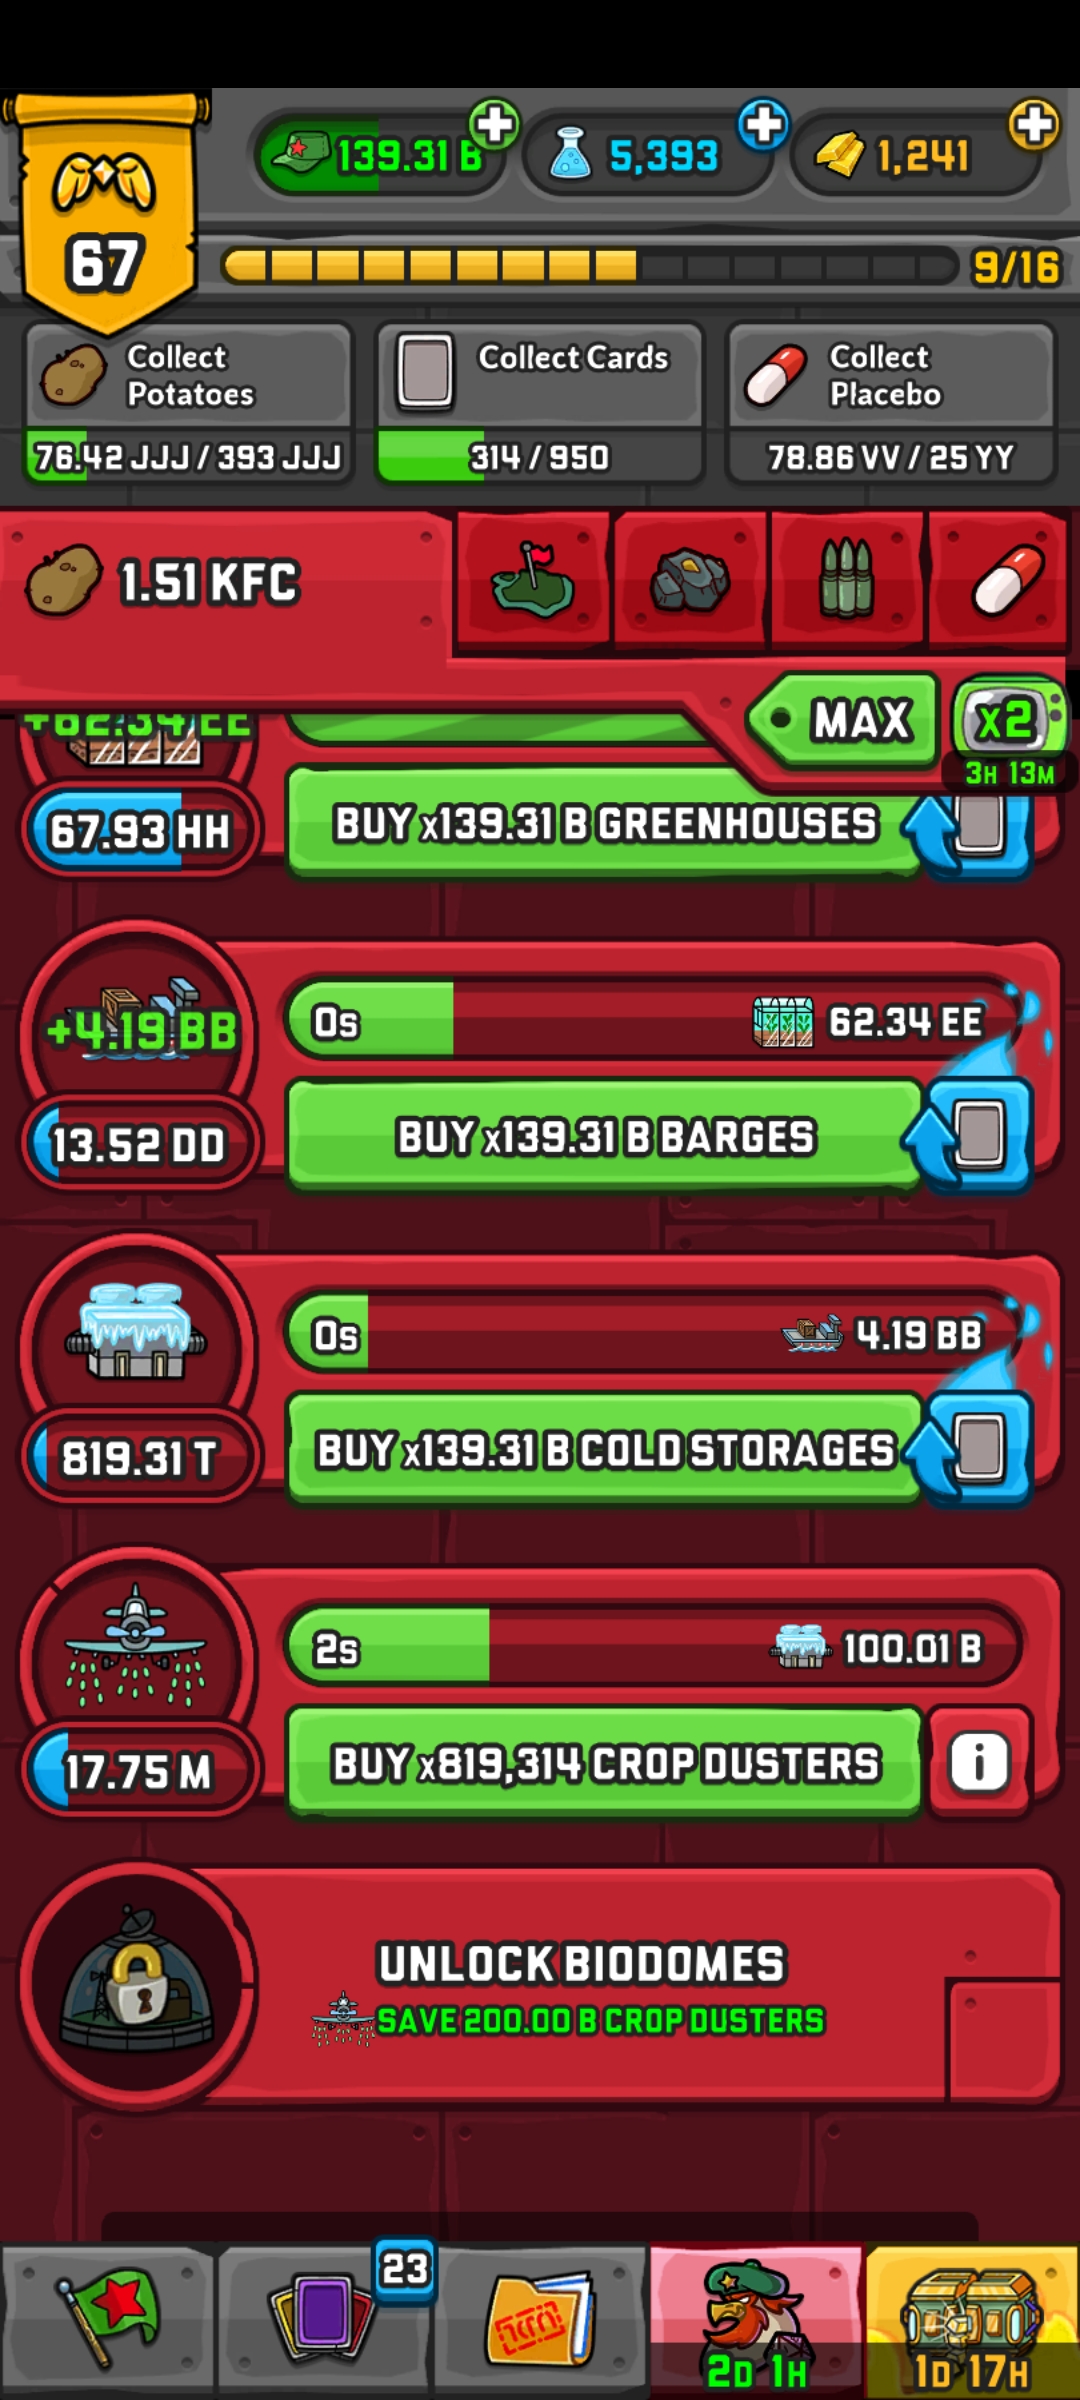 139.31 B
5,393
1,241
67
9/16
Collect
Potatoes
76.42 JJJ / 393 JJJ
Collect Cards
314 / 950
Collect
Placebo
78.86 VV / 25 YY
1.51 KFC
MAX
x2
3H 13M
+62.34 EE
67.93 HH
BUY x139.31 B GREENHOUSES
+4.19 BB
0s
62.34 EE
13.52 DD
BUY x139.31 B BARGES
0s
4.19 BB
819.31 T
BUY x139.31 B COLD STORAGES
2s
100.01 B
17.75 M
BUY x819,314 CROP DUSTERS
i
UNLOCK BIODOMES
SAVE 200.00 B CROP DUSTERS
23
2D 1H
1D 17H